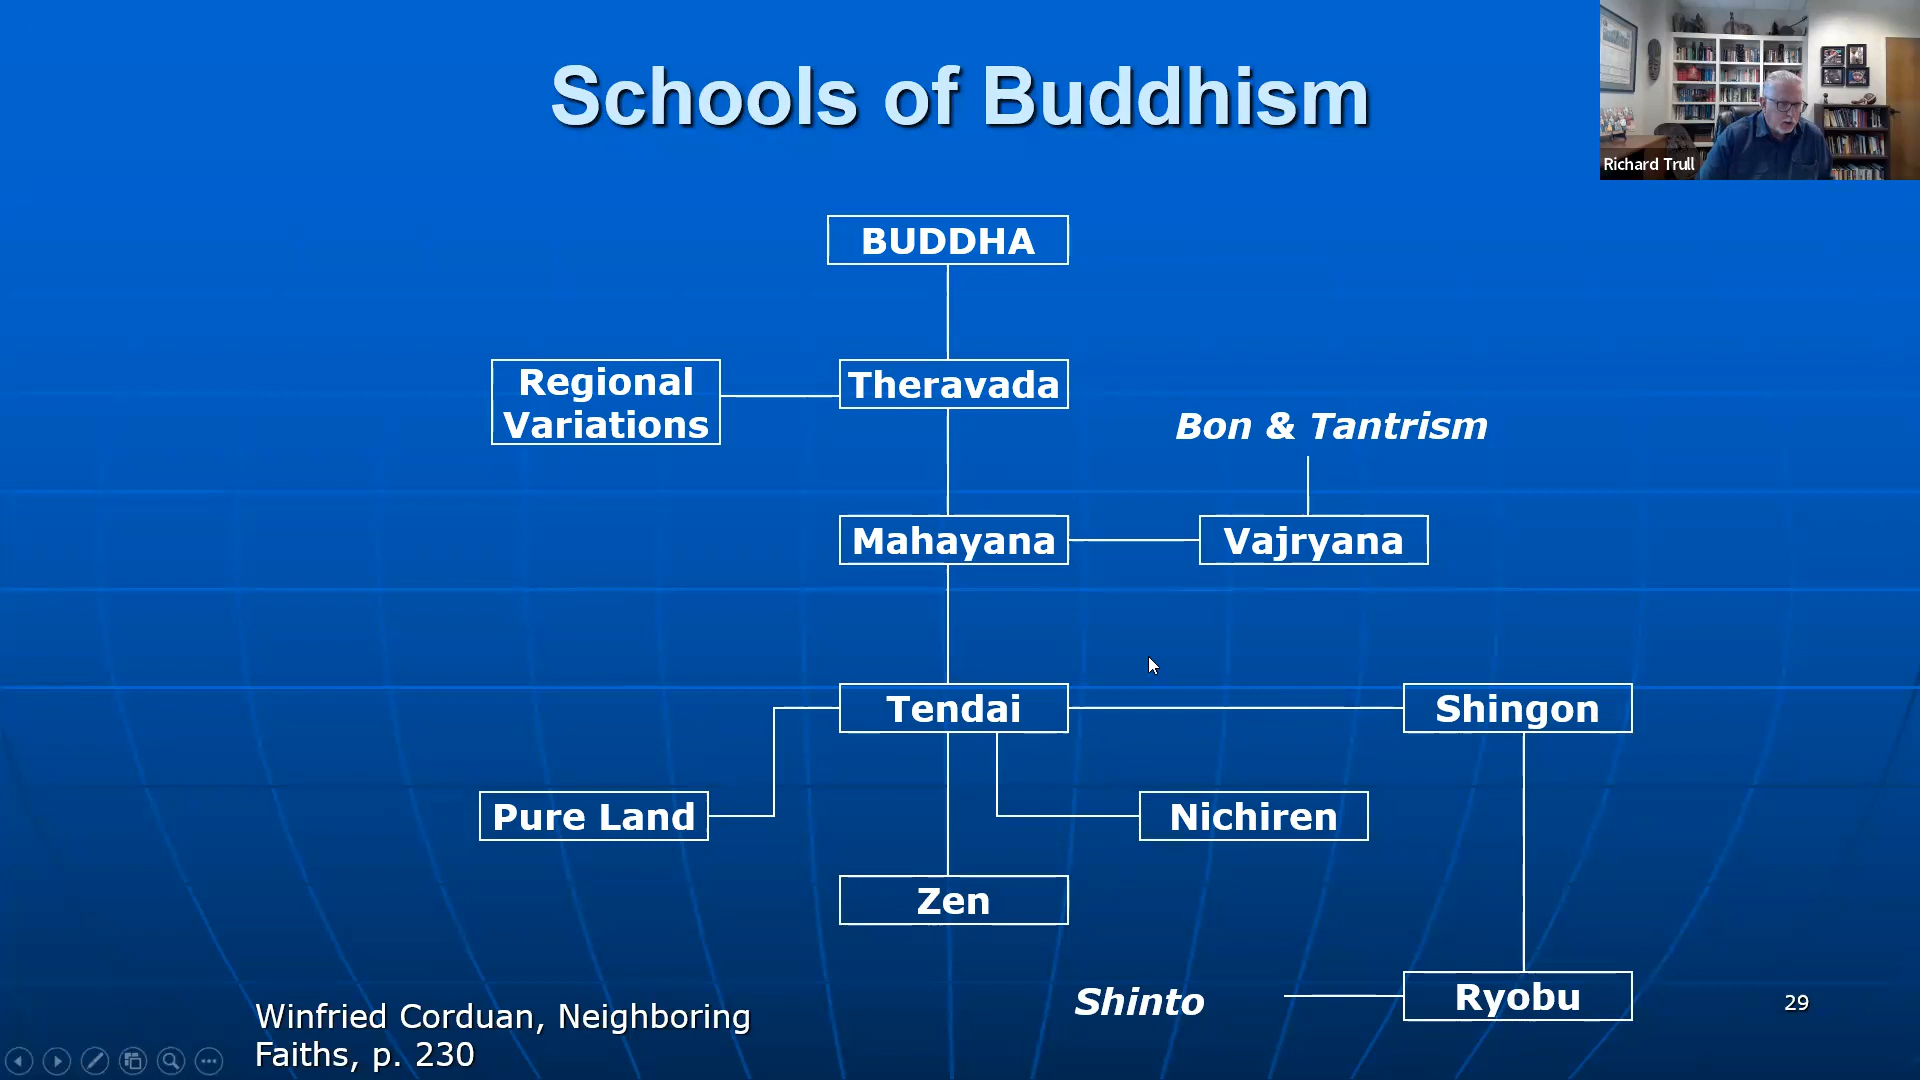 Schools of Buddhism
Richard Trull
BUDDHA
Regional
Variations
Theravada
Bon & Tantrism
Mahayana
Vajryana
Tendai
Shingon
Pure Land
Nichiren
Zen
Shinto
Ryobu
29
Winfried Corduan, Neighboring
Faiths, p. 230